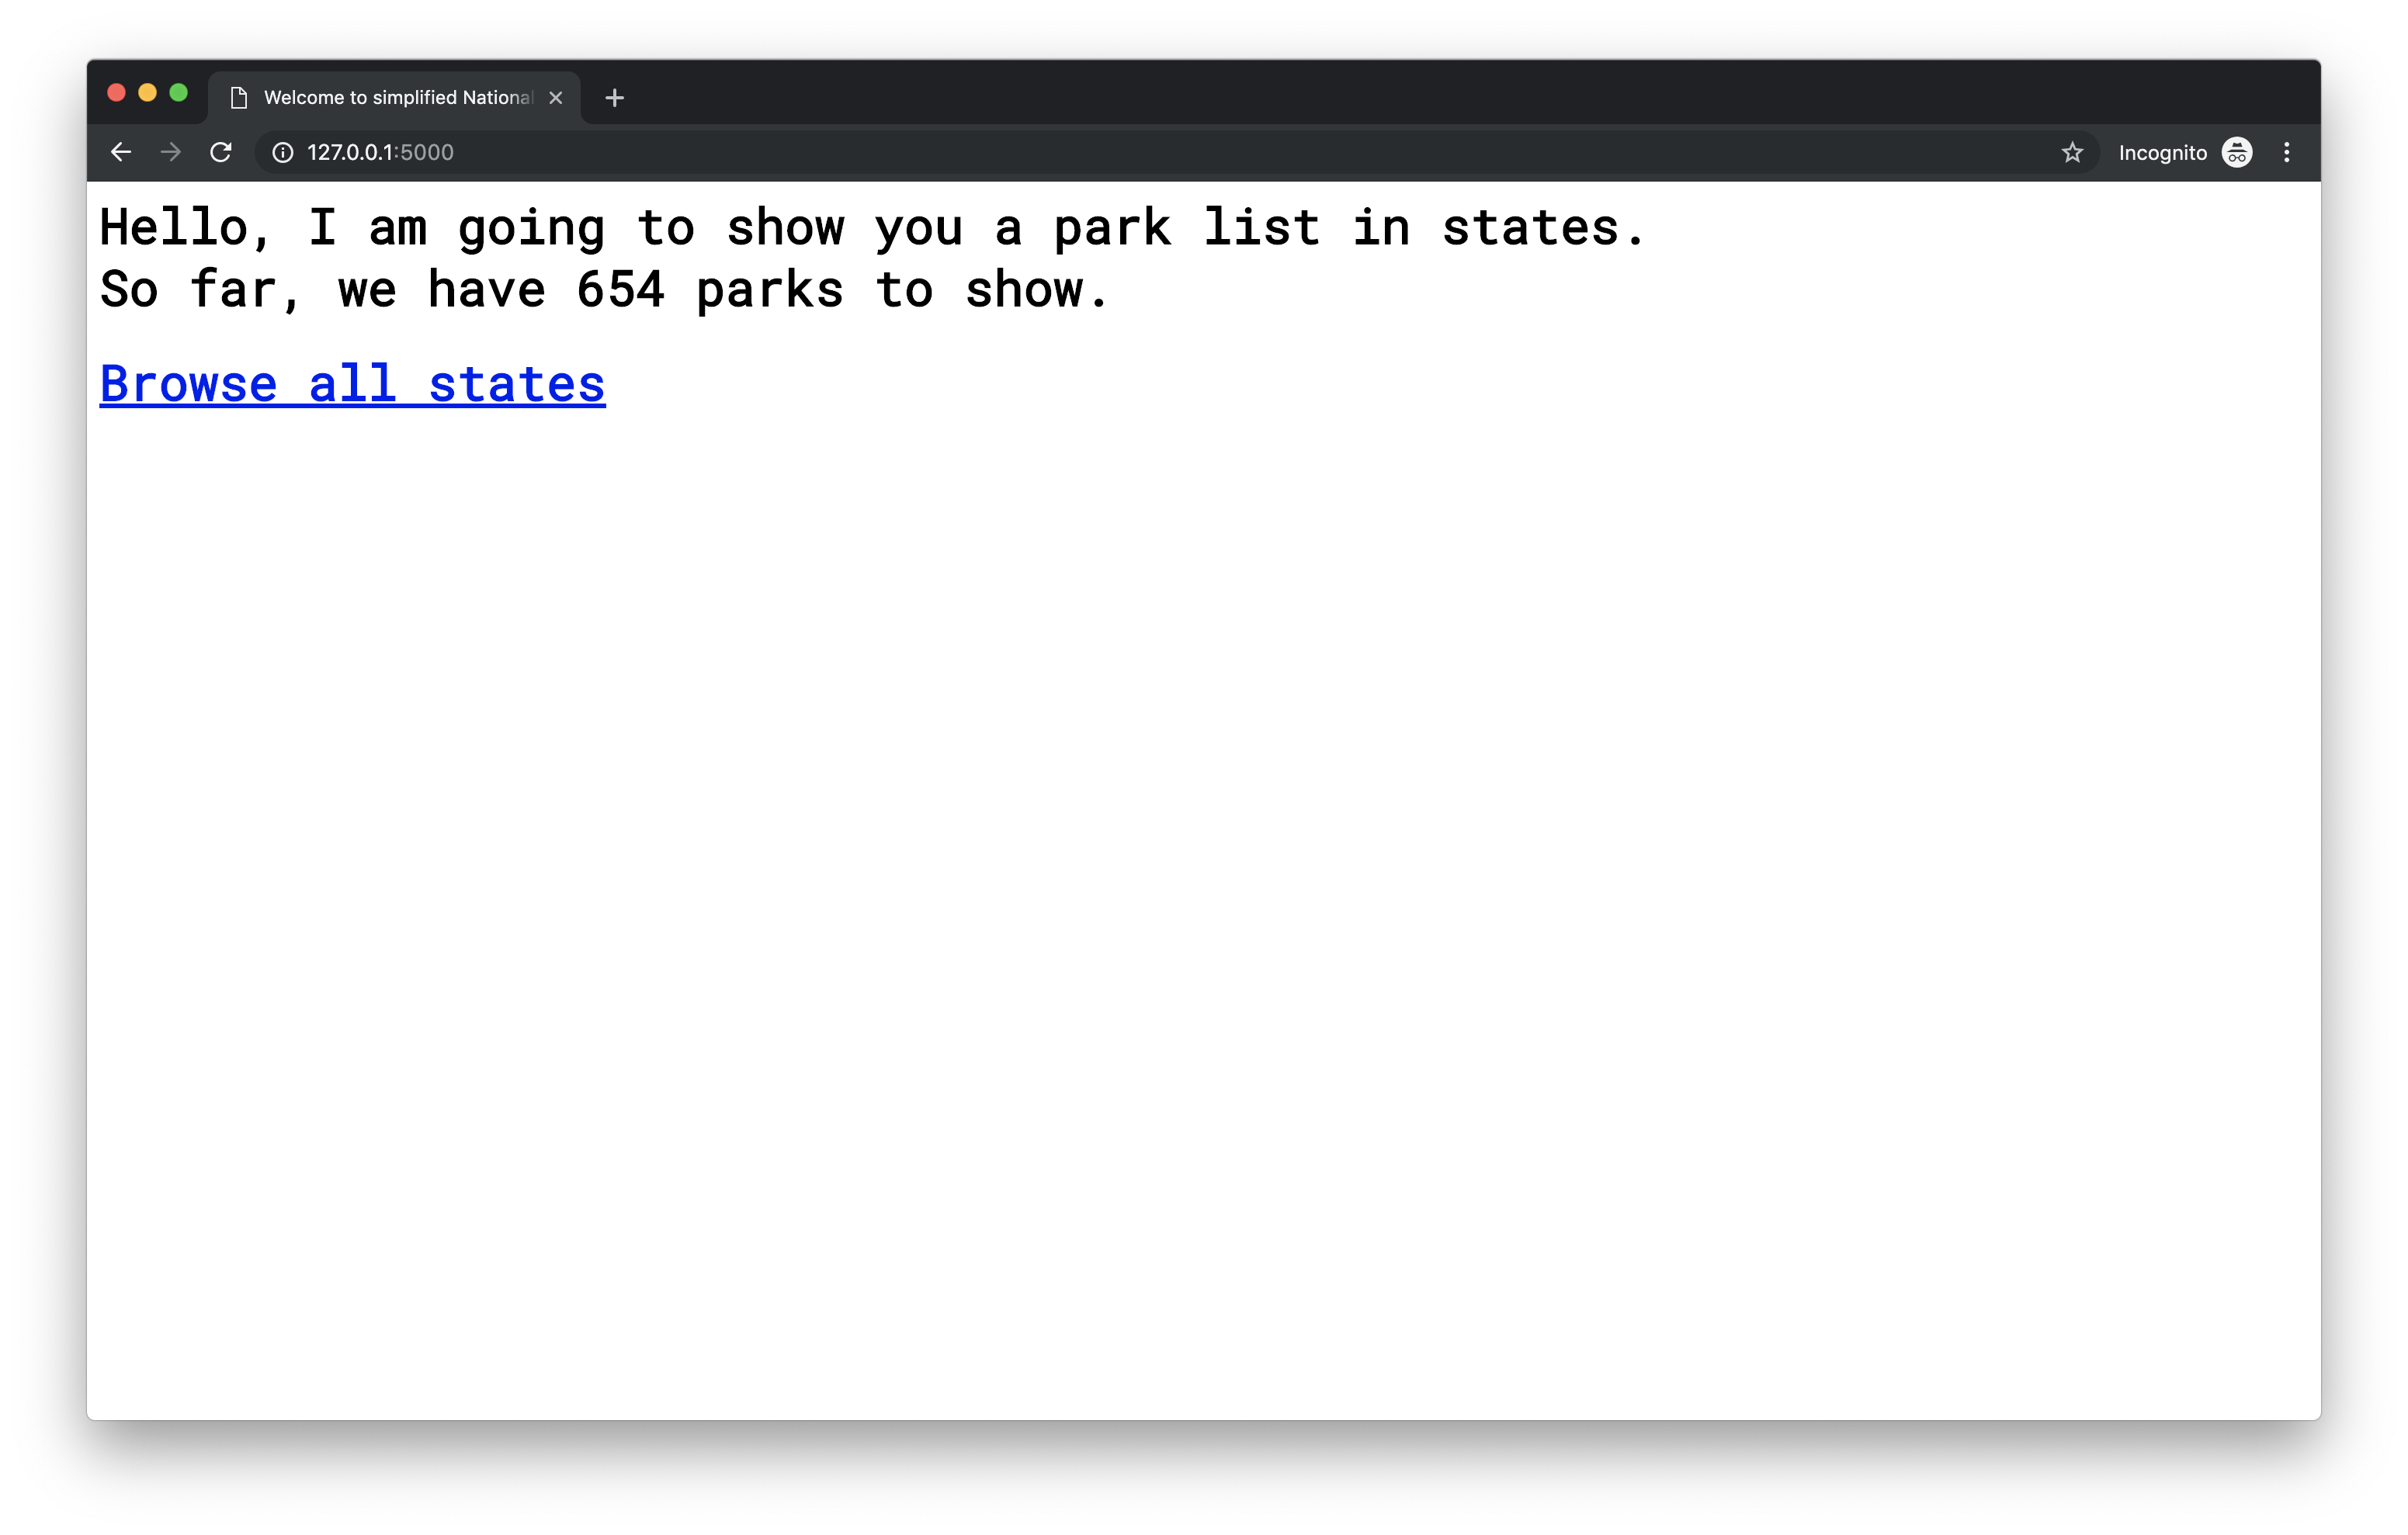 Welcome to simplified National
127.0.0.1:5000
Incognito
Hello, I am going to show you a park list in states.
So far, we have 654 parks to show.
Browse all states